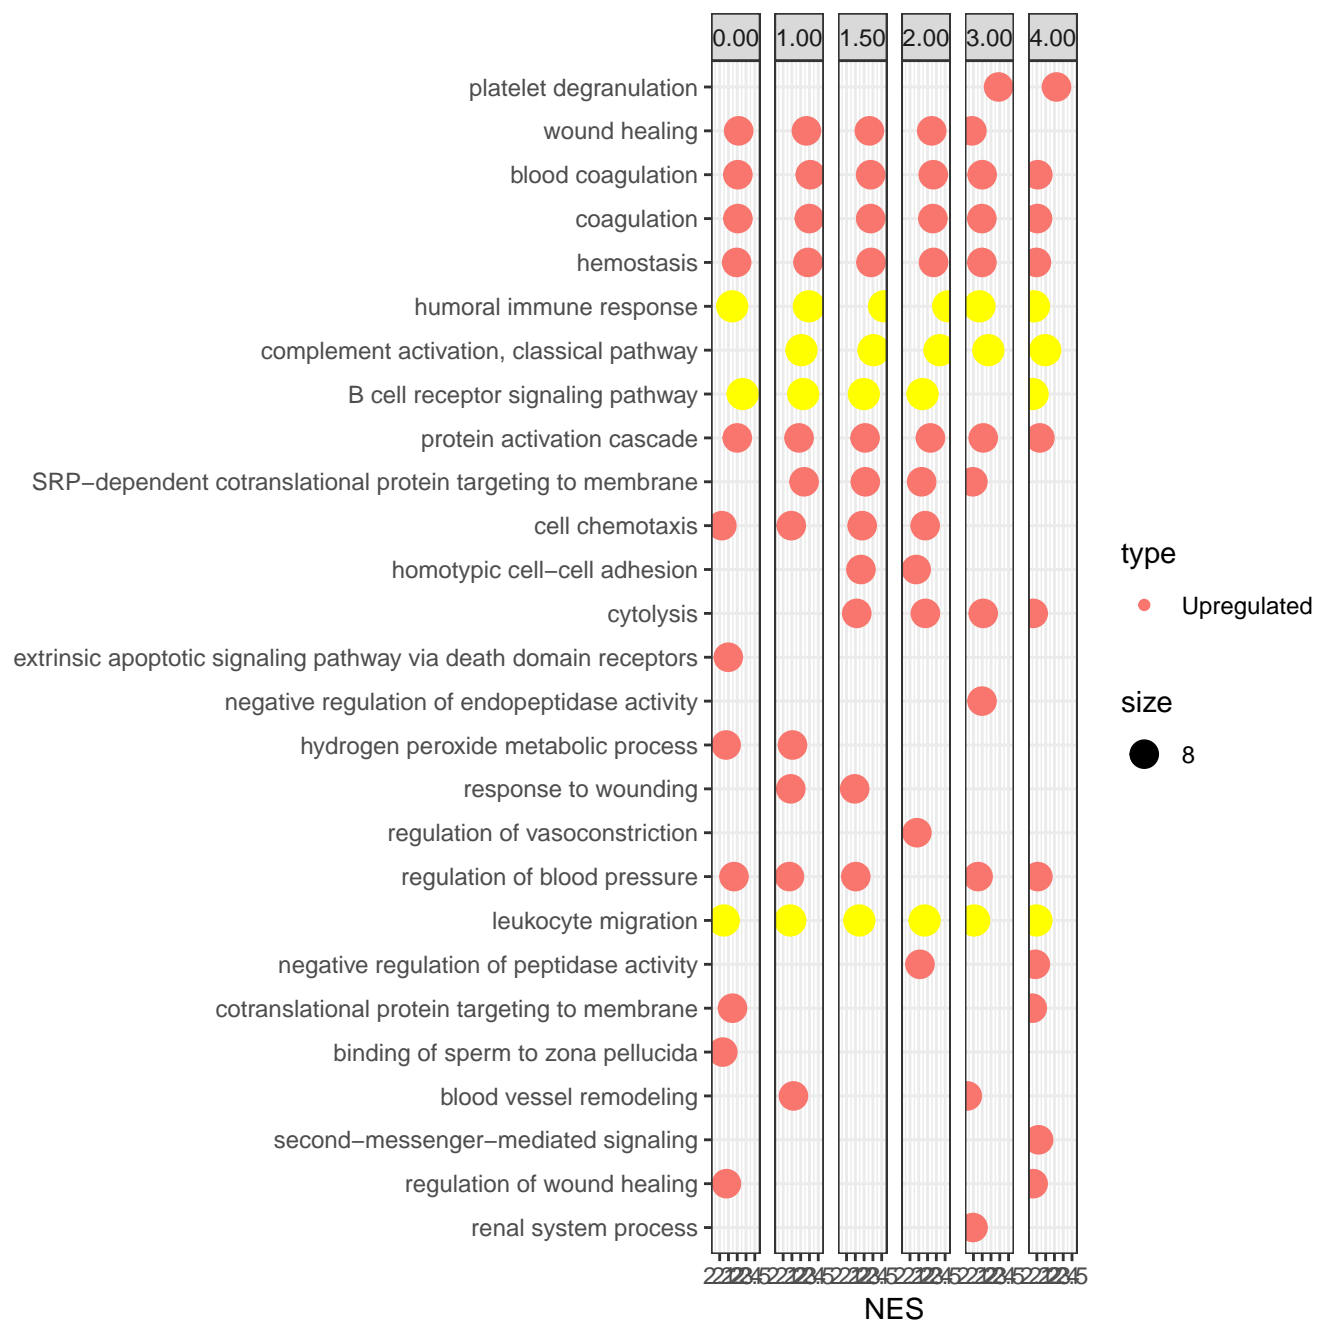 0.00 1.00 1.50 2.00 3.00 4.00
platelet degranulation
wound healing
blood coagulation
coagulation
hemostasis
humoral immune response
complement activation, classical pathway
B cell receptor signaling pathway
protein activation cascade
SRP−dependent cotranslational protein targeting to membrane
cell chemotaxis
homotypic cell−cell adhesion
cytolysis
extrinsic apoptotic signaling pathway via death domain receptors
negative regulation of endopeptidase activity
hydrogen peroxide metabolic process
response to wounding
regulation of vasoconstriction
regulation of blood pressure
leukocyte migration
negative regulation of peptidase activity
cotranslational protein targeting to membrane
binding of sperm to zona pellucida
blood vessel remodeling
second−messenger−mediated signaling
regulation of wound healing
renal system process
NES
type
Upregulated
size
8